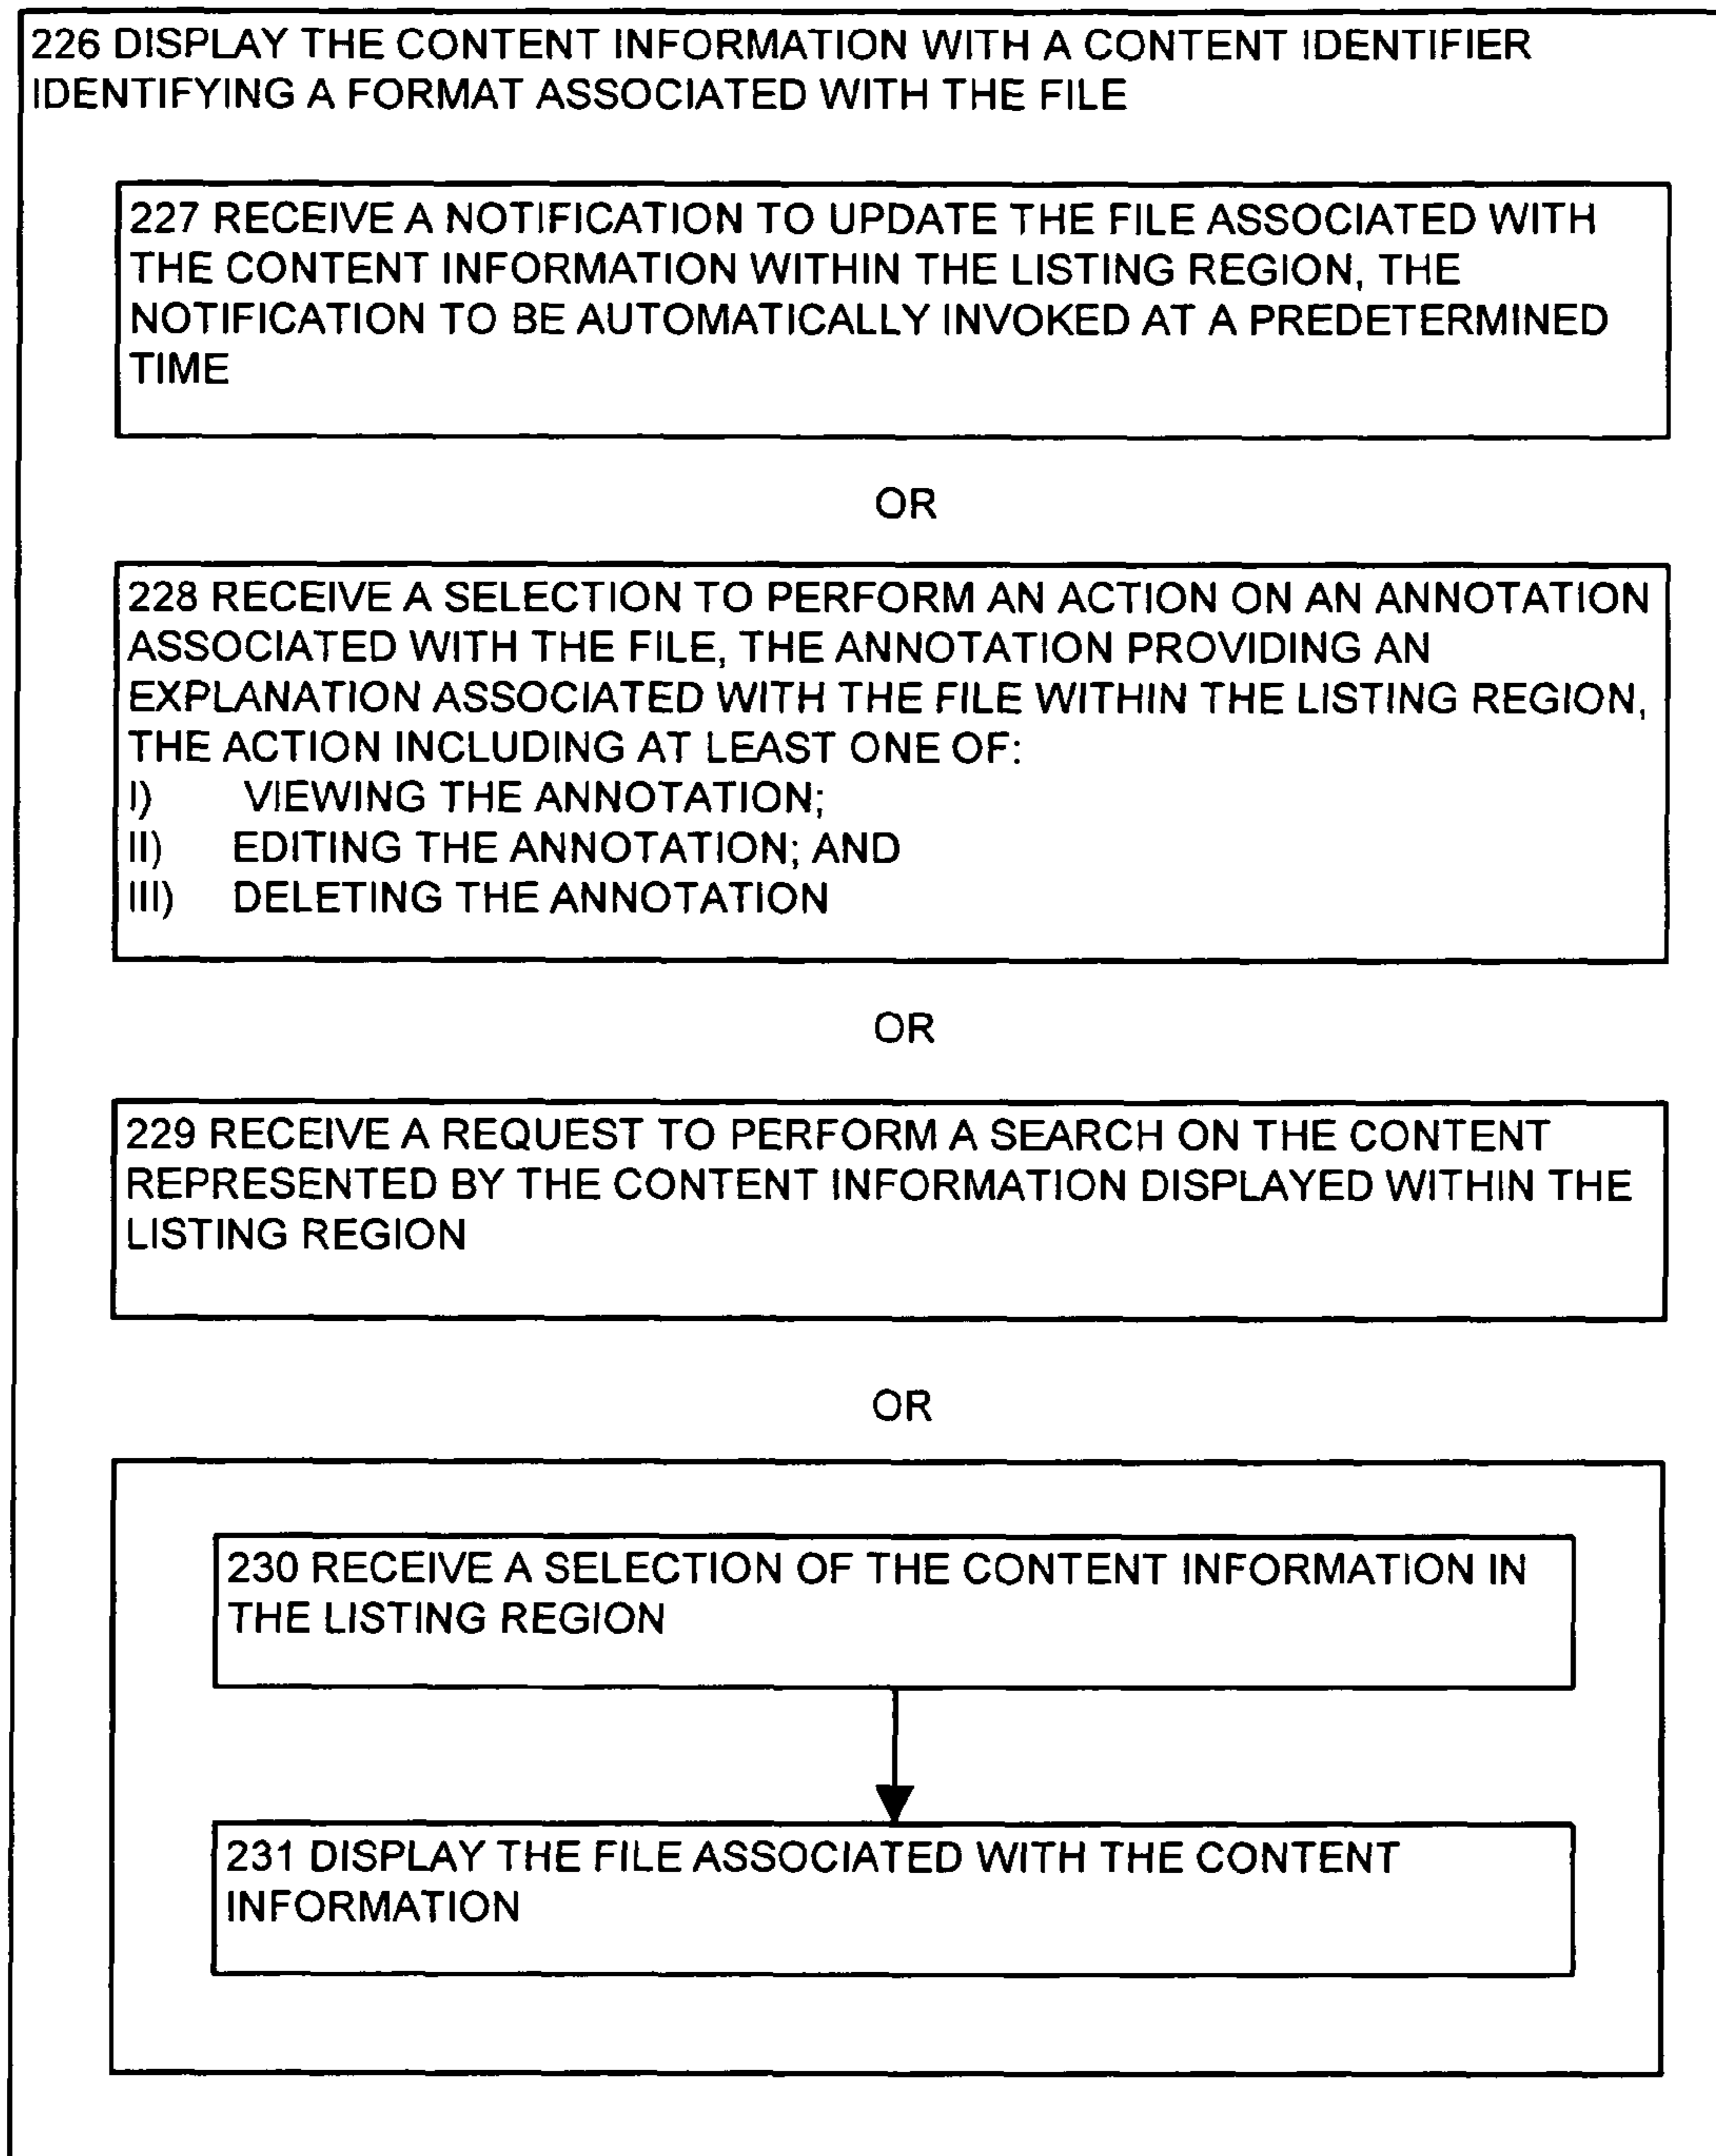 226 DISPLAY THE CONTENT INFORMATION WITH A CONTENT IDENTIFIER
IDENTIFYING A FORMAT ASSOCIATED WITH THE FILE
227 RECEIVE A NOTIFICATION TO UPDATE THE FILE ASSOCIATED WITH
THE CONTENT INFORMATION WITHIN THE LISTING REGION, THE
NOTIFICATION TO BE AUTOMATICALLY INVOKED AT A PREDETERMINED
TIME
OR
228 RECEIVE A SELECTION TO PERFORM AN ACTION ON AN ANNOTATION
ASSOCIATED WITH THE FILE, THE ANNOTATION PROVIDING AN
EXPLANATION ASSOCIATED WITH THE FILE WITHIN THE LISTING REGION,
THE ACTION INCLUDING AT LEAST ONE OF:
I) VIEWING THE ANNOTATION;
II) EDITING THE ANNOTATION; AND
III) DELETING THE ANNOTATION
OR
229 RECEIVE A REQUEST TO PERFORM A SEARCH ON THE CONTENT
REPRESENTED BY THE CONTENT INFORMATION DISPLAYED WITHIN THE
LISTING REGION
OR
230 RECEIVE A SELECTION OF THE CONTENT INFORMATION IN
THE LISTING REGION
231 DISPLAY THE FILE ASSOCIATED WITH THE CONTENT
INFORMATION